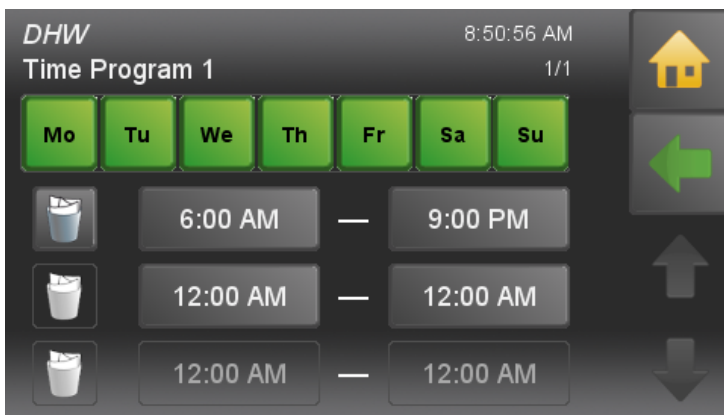 DHW 8:50:56 AM
Time Program 1 1/1
Mo Tu We Th Fr Sa Su
6:00 AM — 9:00 PM
12:00 AM — 12:00 AM
12:00 AM — 12:00 AM